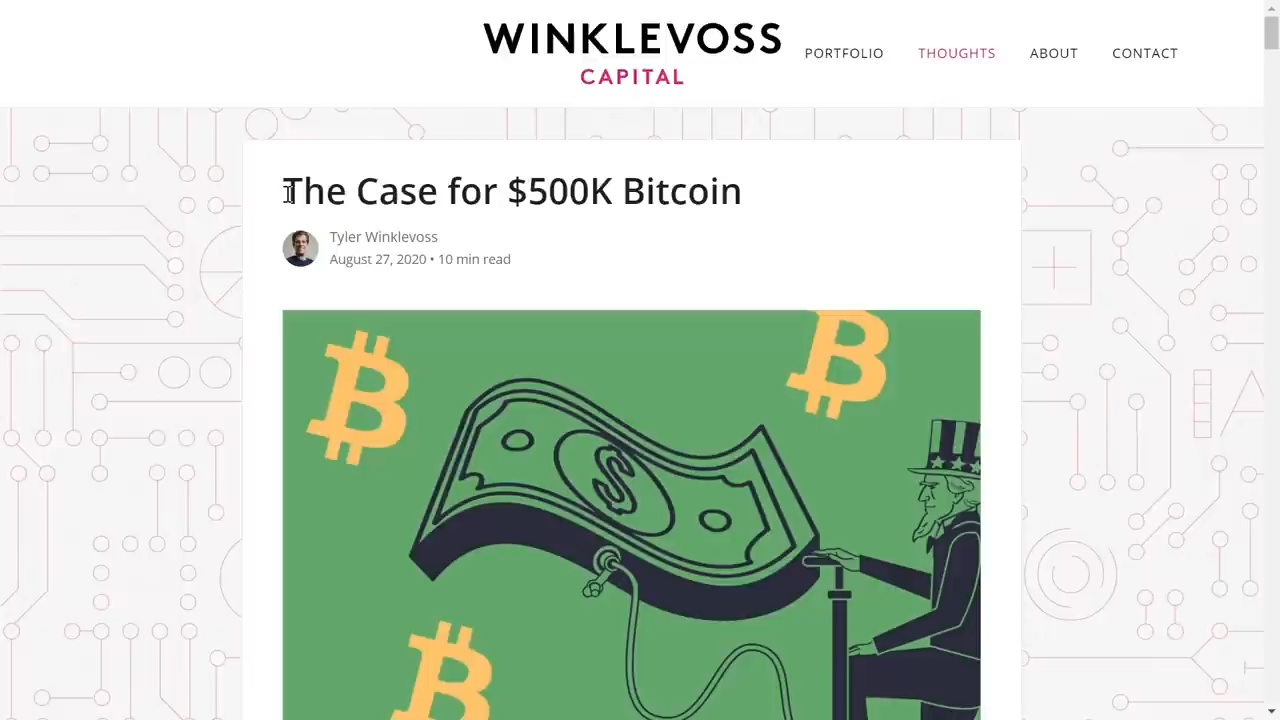 WINKLEVOSS
CAPITAL
PORTFOLIO THOUGHTS ABOUT CONTACT
The Case for $500K Bitcoin
Tyler Winklevoss
August 27, 2020 • 10 min read